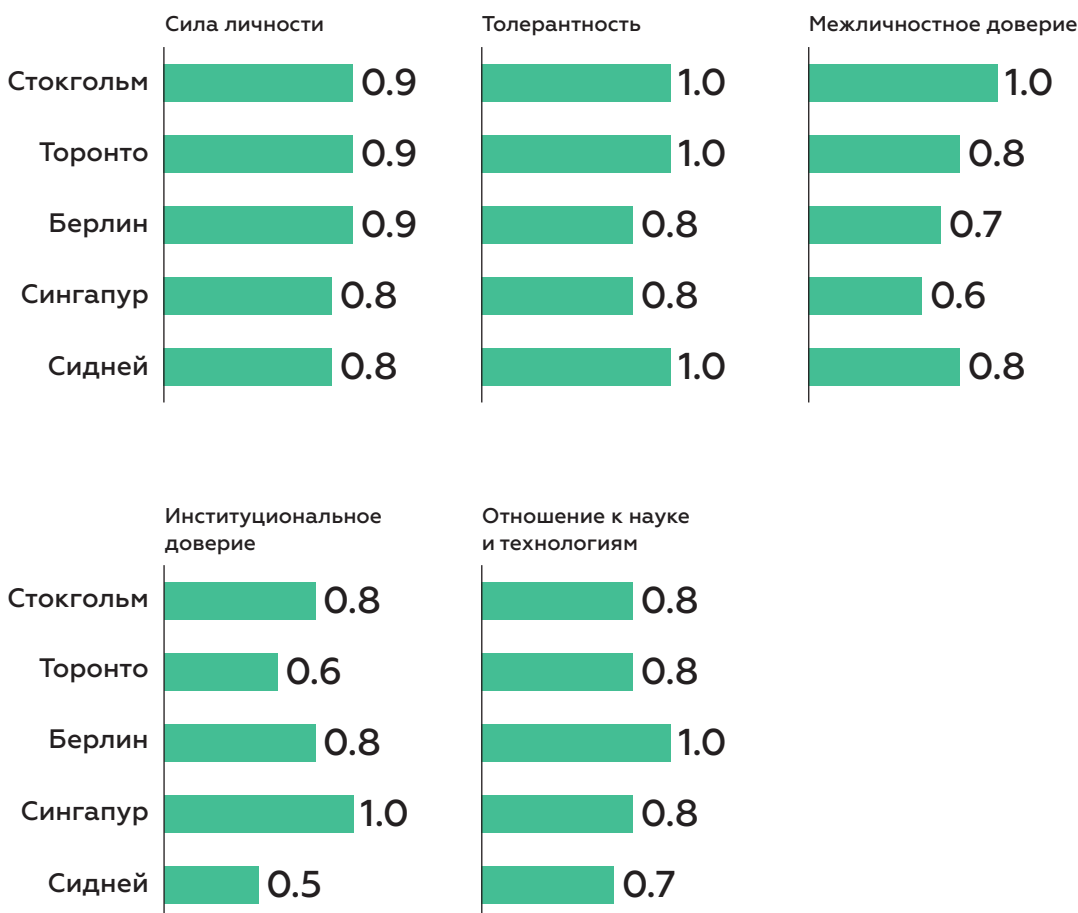 Сила личности
Толерантность
Межличностное доверие
Стокгольм 0.9 1.0 1.0
Торонто 0.9 1.0 0.8
Берлин 0.9 0.8 0.7
Сингапур 0.8 0.8 0.6
Сидней 0.8 1.0 0.8
Институциональное
доверие
Отношение к науке
и технологиям
Стокгольм 0.8 0.8
Торонто 0.6 0.8
Берлин 0.8 1.0
Сингапур 1.0 0.8
Сидней 0.5 0.7